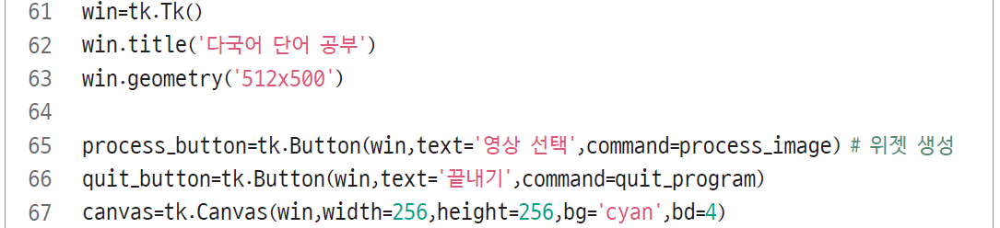 61 win=tk.Tk()
62 win.title('다국어 단어 공부')
63 win.geometry('512x500')
64
65 process_button=tk.Button(win,text='영상 선택',command=process_image) # 위젯 생성
66 quit_button=tk.Button(win,text='끝내기',command=quit_program)
67 canvas=tk.Canvas(win,width=256,height=256,bg='cyan',bd=4)